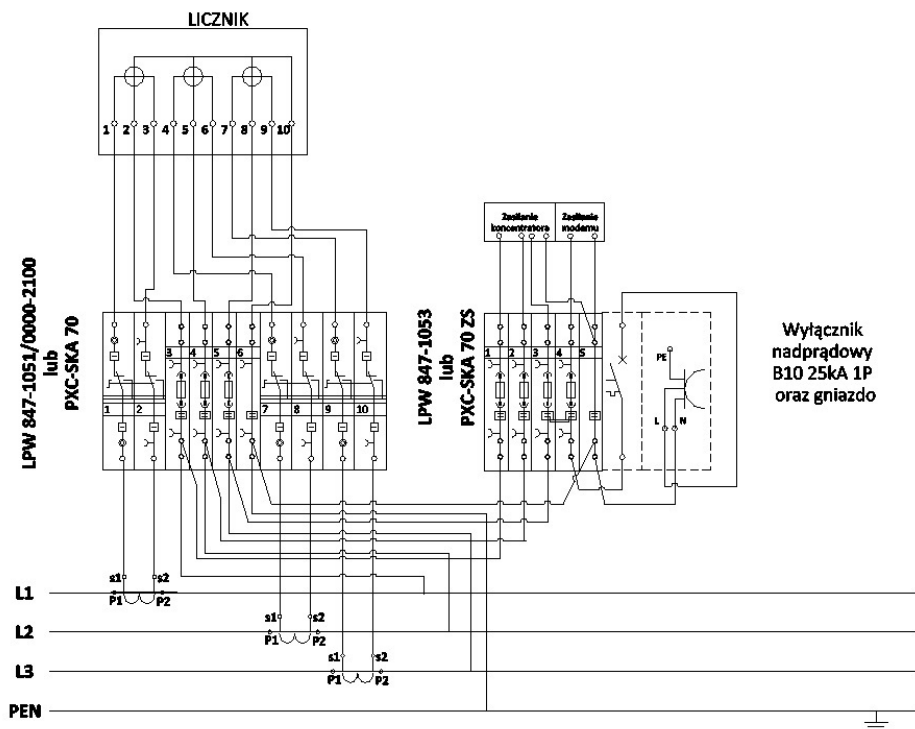 LICZNIK
1 2 3 4 5 6 7 8 9 10
Zasilanie
koncentratora
Zasilanie
modemu
LPW 847-1051/0000-2100
lub
PXC-SKA 70
3 4 5 6
1 2 7 8 9 10
LPW 847-1053
lub
PXC-SKA 70 ZS
1 2 3 4 5
PE
L N
Wyłącznik
nadprądowy
B10 25kA 1P
oraz gniazdo
s1 s2
L1 P1 P2
s1 s2
L2 P1 P2
s1 s2
L3 P1 P2
PEN